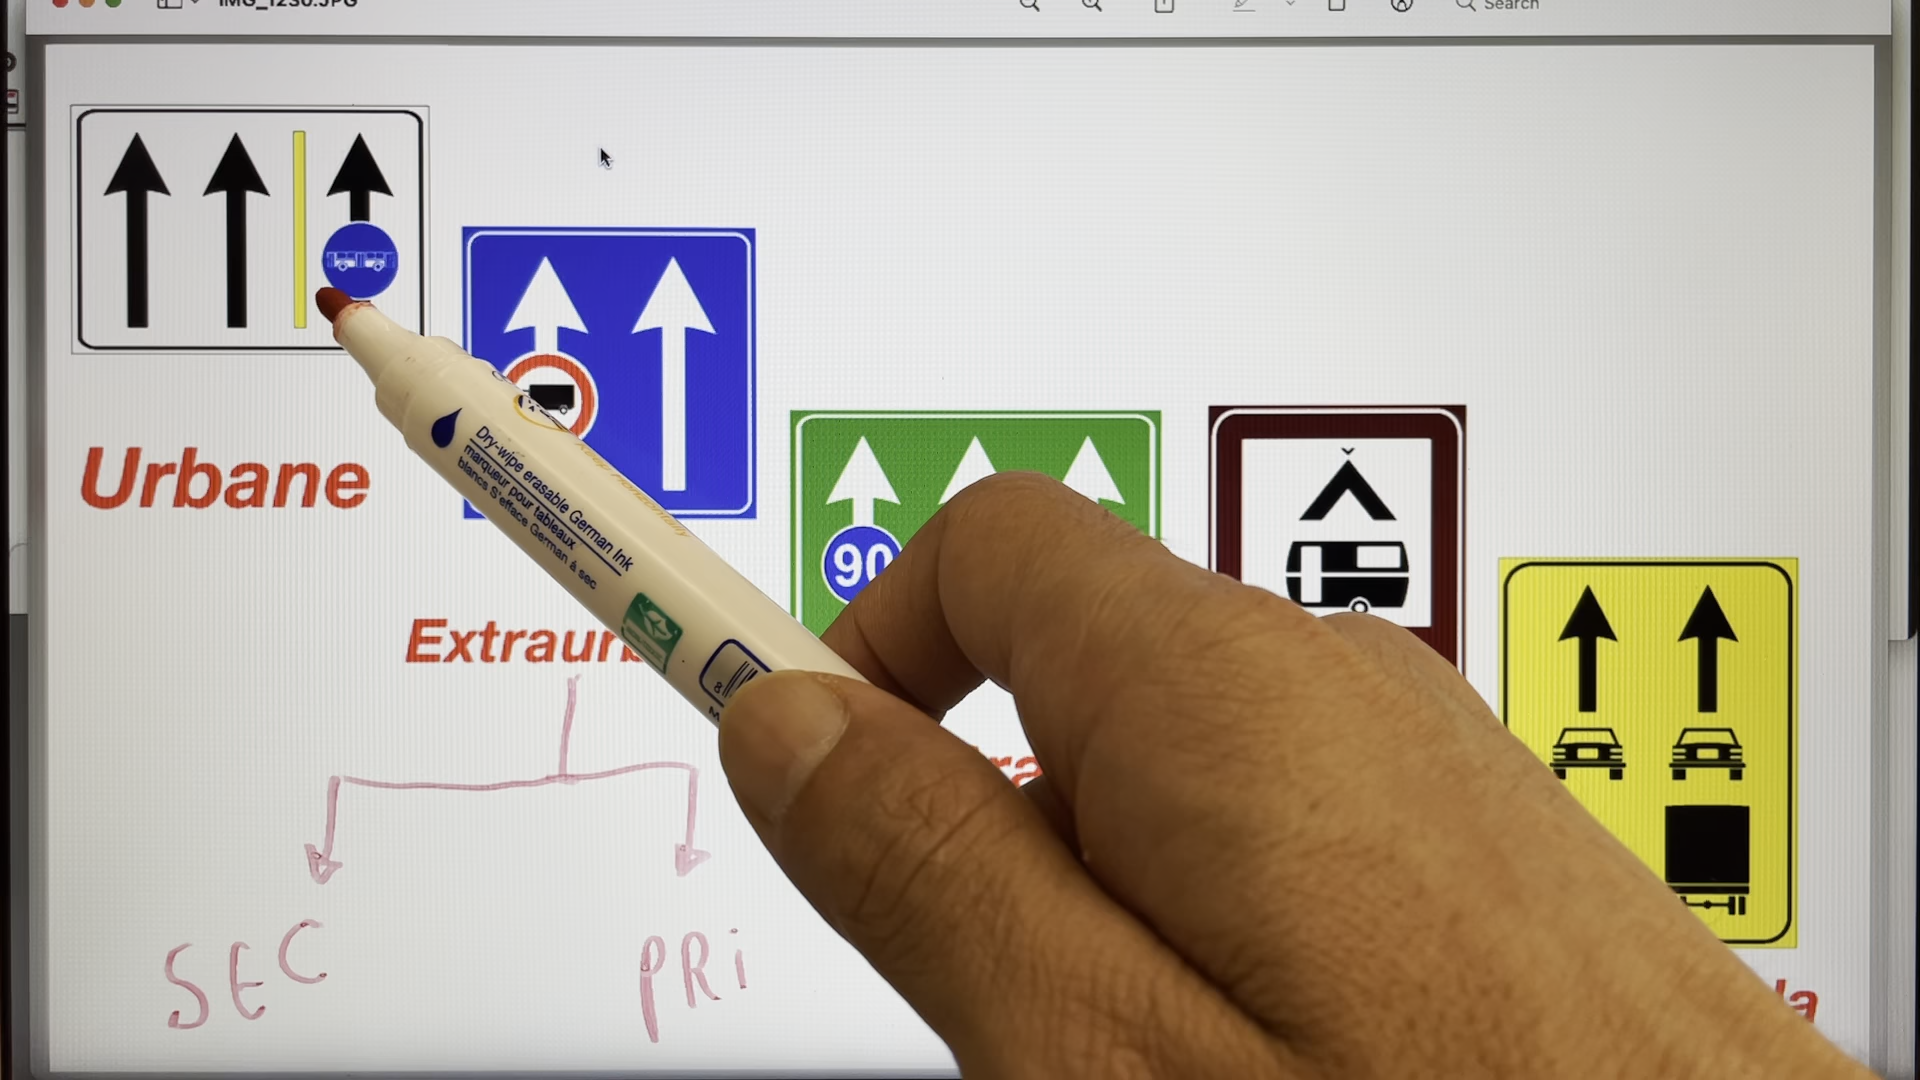 IMG_1230.JPG
Search
Urbane
90
Dry-wipe erasable German Ink
marqueur pour tableaux
blancs S'efface German à sec
SEC
PRi